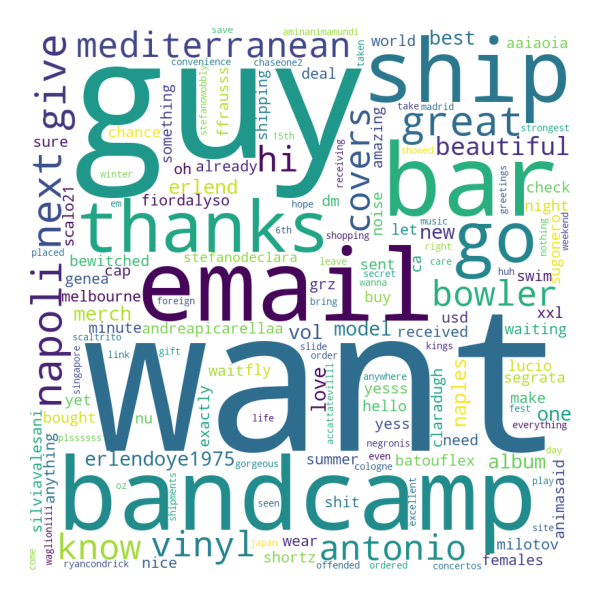 save
aminanimamundi
taken
mediterranean
convenience
stefanowobbly
chaseone2
world
best
aaiaoia
deal
give
guy
ship
ffrausss
shipping
take
madrid
strongest
sure
chance
something
15th
amazing
great
showed
oh
already
hi
covers
beautiful
winter
erlend
scalo21
next
em
fiordalyso
receiving
dm
noise
let
music
new
night
check
greetings
hope
thanks
6th
bar
go
right
nothing
weekend
placed
bewitched
stefanodeclara
shopping
care
sugonero
napoli
genea
cap
foreign
leave
sent
secret
wanna
ca
huh
swim
email
grz
bring
buy
bowler
xxl
melbourne
merch
minute
andreapicarellaa
vol
model
usd
received
waiting
scaltrito
link
gift
slide
kings
want
lucio
segrata
waitfly
order
singapore
yet
exactly
love
yesss
hello
anywhere
accattatevillii
claradugh
naples
fest
everything
make
one
bought
nu
life
negronis
yess
need
day
silviavalesani
anything
plssssss
erlendoye1975
even
summer
cologne
batouflex
album
gorgeous
bandcamp
oz
shipments
seen
shit
excellent
play
animasaid
waglioniiii
come
know
vinyl
japan
wear
antonio
site
milotov
ryancondrick
nice
shortz
offended
ordered
concertos
females